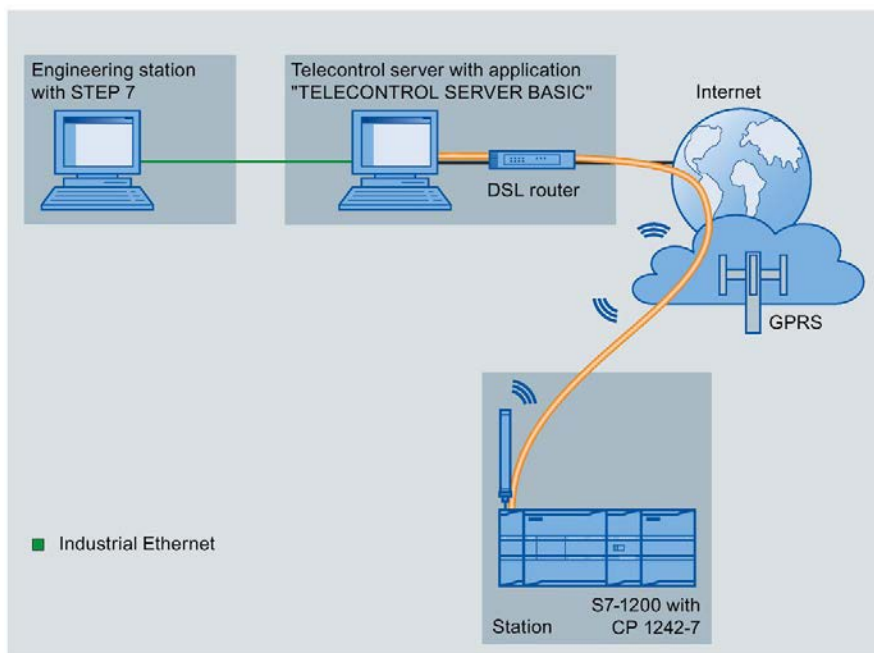 Engineering station
with STEP 7
Telecontrol server with application
"TELECONTROL SERVER BASIC"
Internet
DSL router
GPRS
Industrial Ethernet
Station
S7-1200 with
CP 1242-7